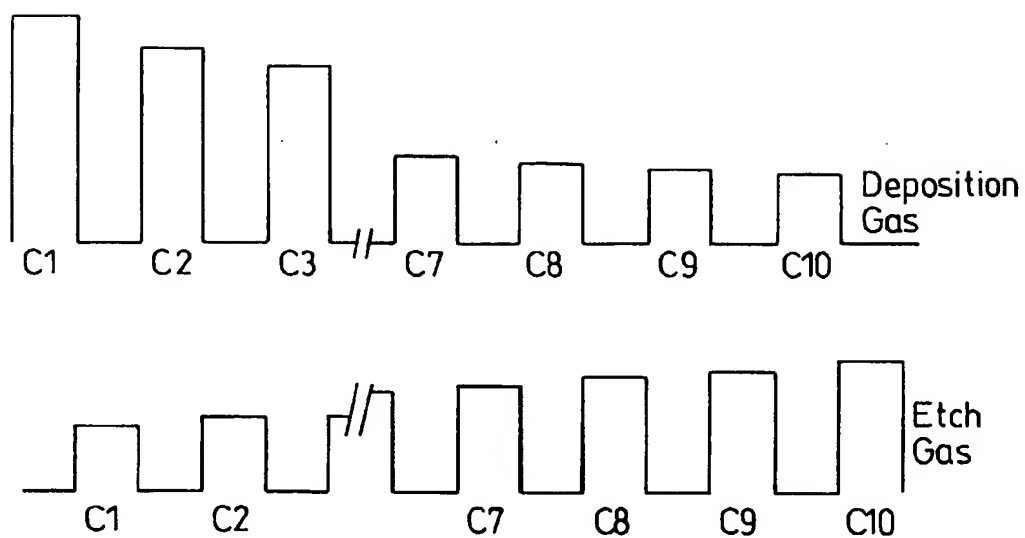 Deposition
Gas
C1 C2 C3 C7 C8 C9 C10
Etch
Gas
C1 C2 C7 C8 C9 C10